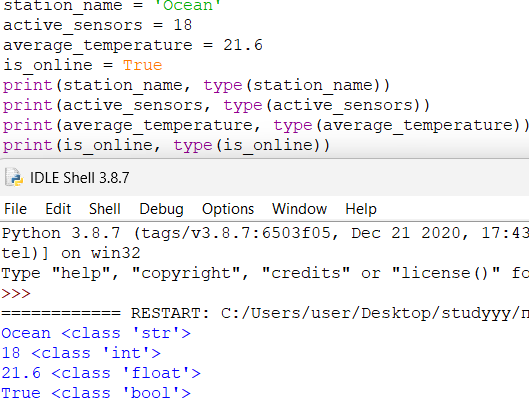 station_name = 'Ocean'
active_sensors = 18
average_temperature = 21.6
is_online = True
print(station_name, type(station_name))
print(active_sensors, type(active_sensors))
print(average_temperature, type(average_temperature))
print(is_online, type(is_online))
IDLE Shell 3.8.7
File Edit Shell Debug Options Window Help
Python 3.8.7 (tags/v3.8.7:6503f05, Dec 21 2020, 17:43
tel)] on win32
Type "help", "copyright", "credits" or "license()" fo
>>>
============ RESTART: C:/Users/user/Desktop/studyyy/
Ocean <class 'str'>
18 <class 'int'>
21.6 <class 'float'>
True <class 'bool'>